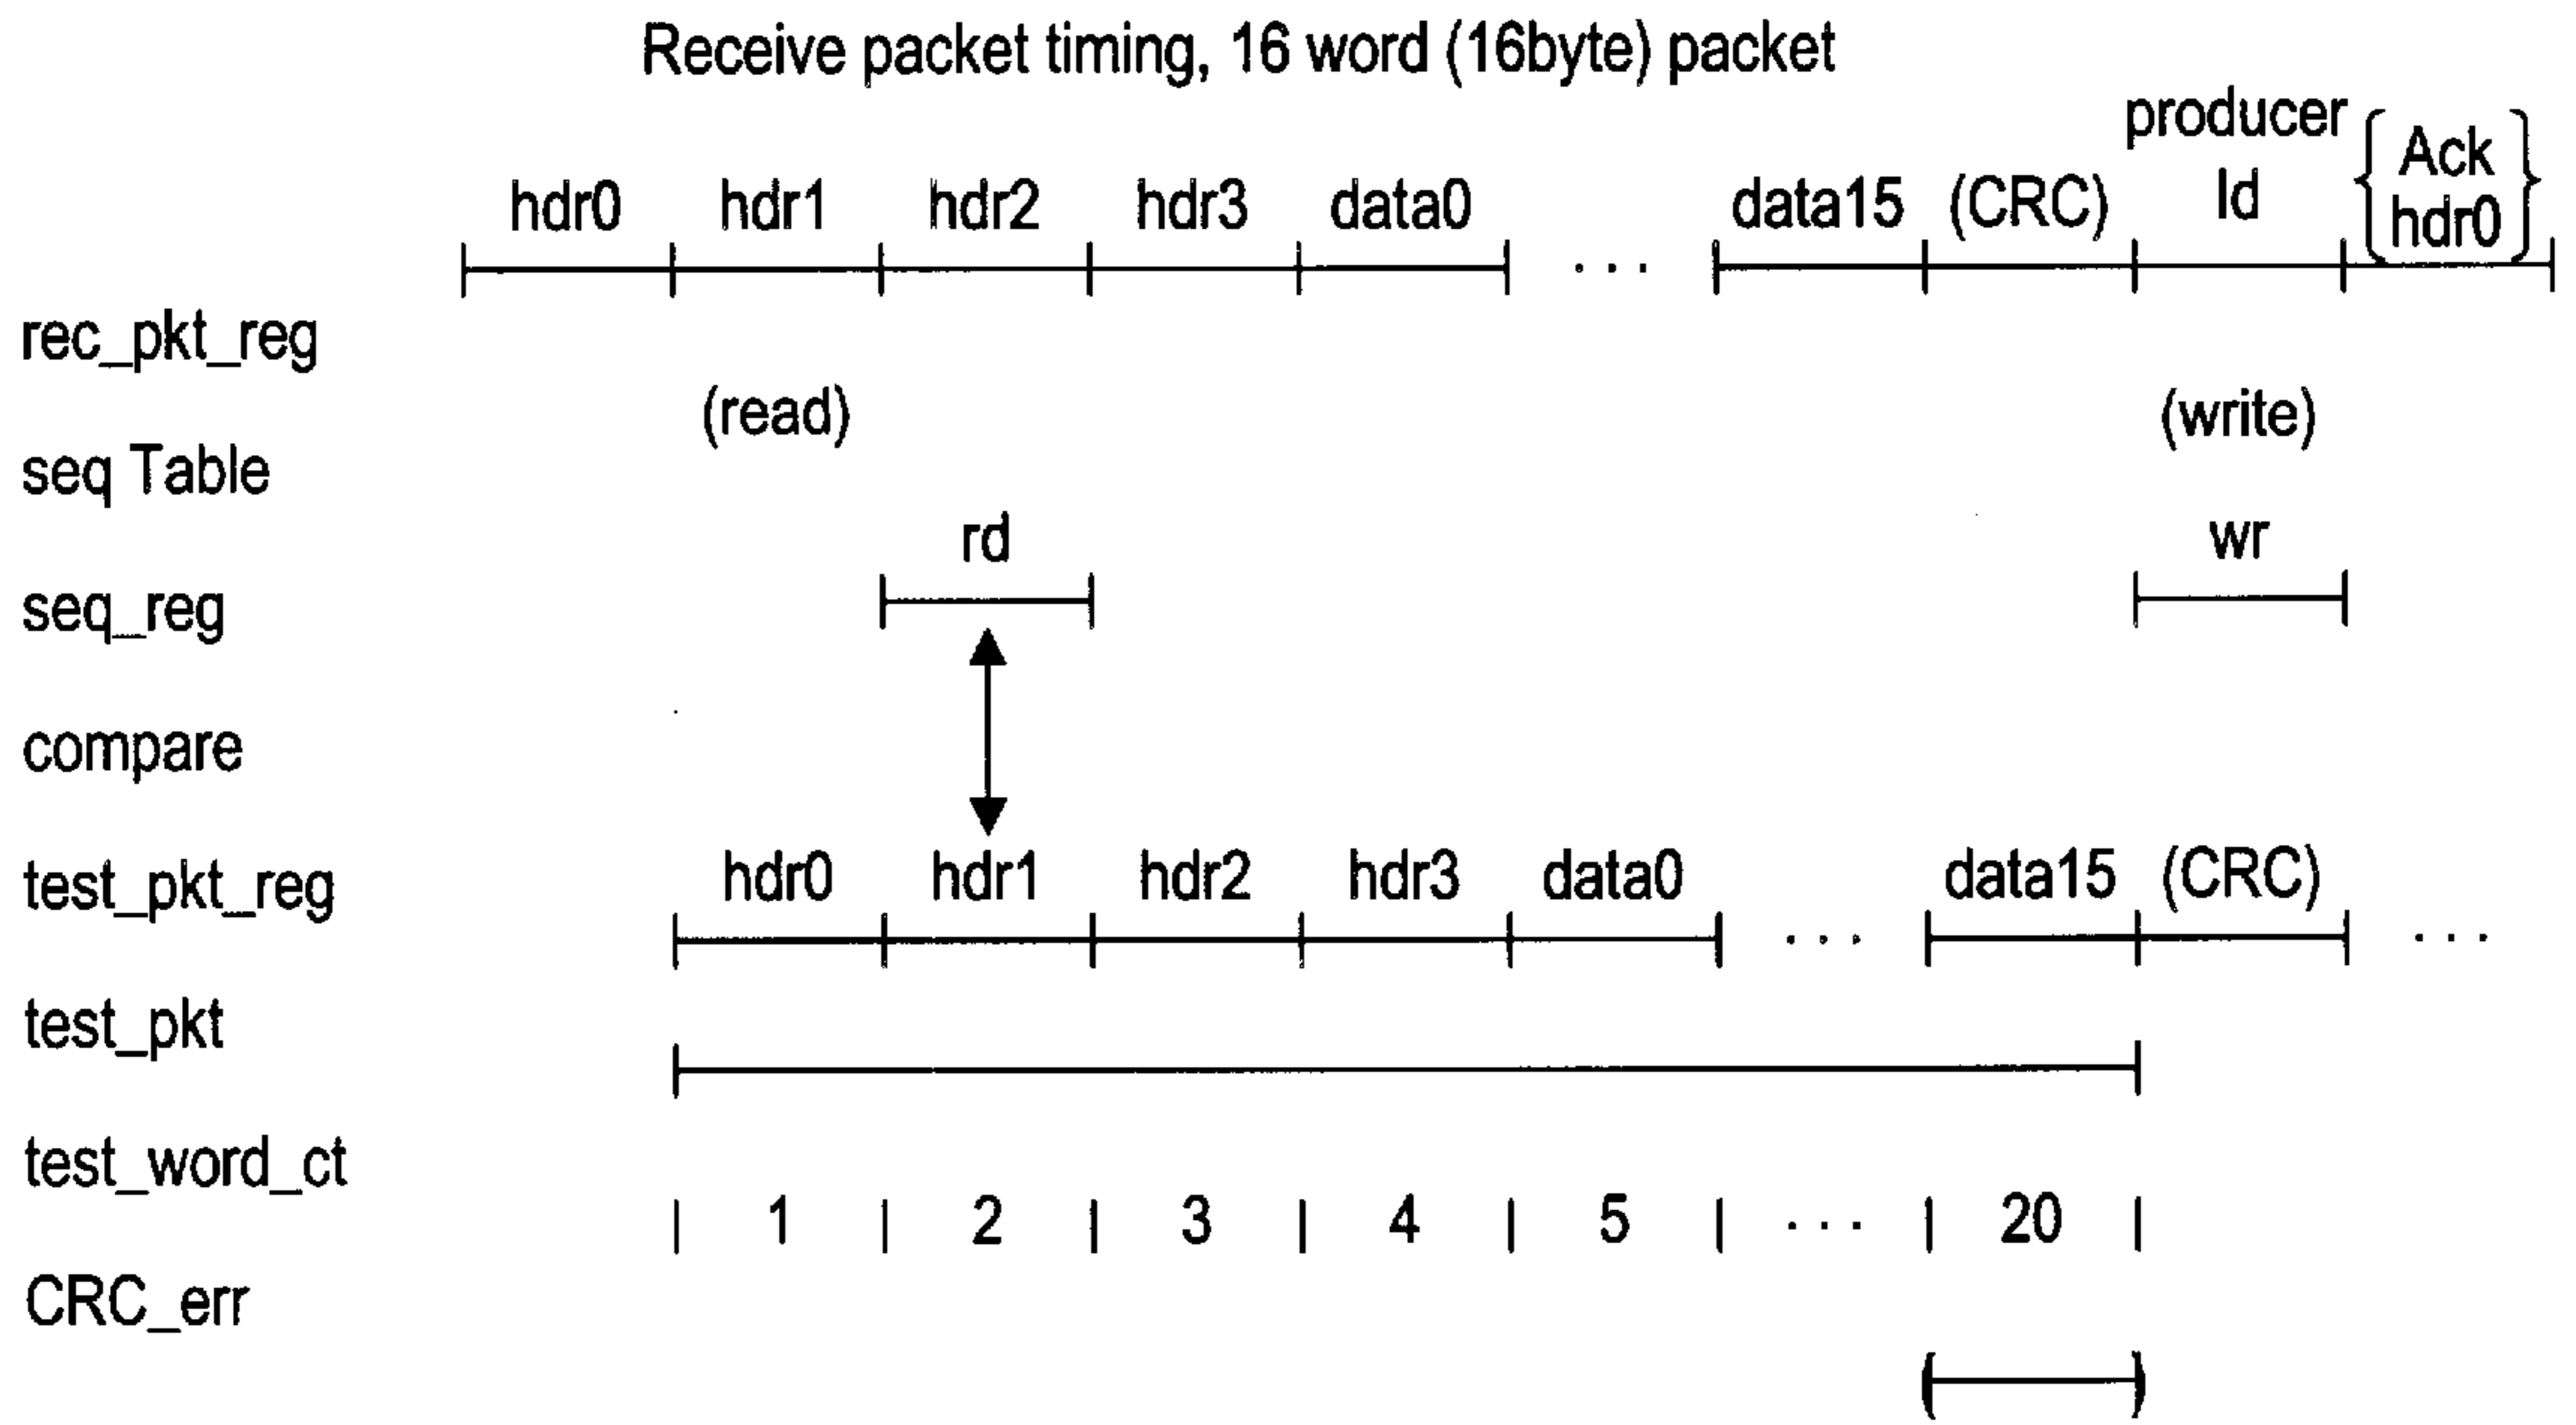 Receive packet timing, 16 word (16byte) packet
hdr0 hdr1 hdr2 hdr3 data0 ... data15 (CRC) producer Id {Ack hdr0}
rec_pkt_reg
(read) (write)
seq Table
rd wr
seq_reg
compare
hdr0 hdr1 hdr2 hdr3 data0 ... data15 (CRC) ...
test_pkt_reg
test_pkt
test_word_ct
| 1 | 2 | 3 | 4 | 5 | ... | 20 |
CRC_err